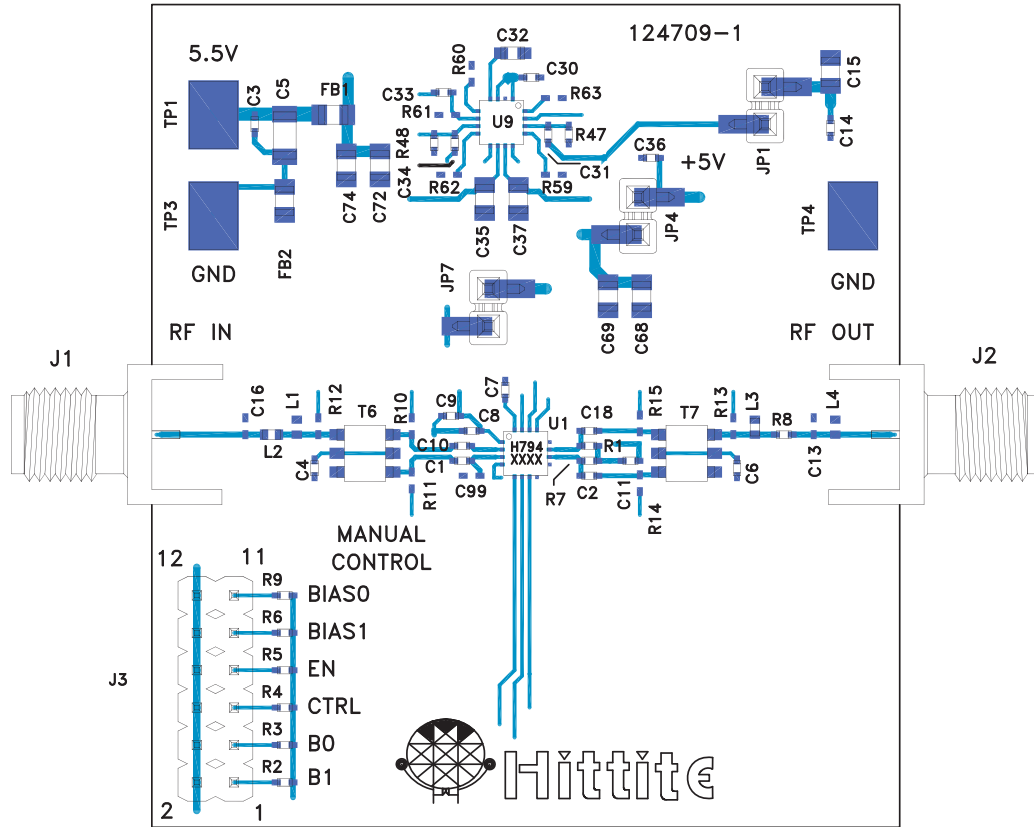 124709-1
5.5V
C32
R60
C30
C15
C5
FB1
C3
C33
R63
TP1
R61
U9
R48
R47
C14
JP1
C36
+5V
C34
R62
R59
C31
C74
C72
TP3
C35
C37
JP4
TP4
FB2
GND
JP7
GND
C69
C68
RF IN
RF OUT
J1
J2
C16
L1
R12
T6
R10
C9
C7
C8
U1
C18
R15
T7
R13
L3
R8
L4
L2
C4
C10
C1
H794
XXXX
R1
R11
C99
R7
C2
C11
R14
C6
C13
MANUAL
CONTROL
12
11
R9
BIAS0
R6
BIAS1
R5
EN
J3
R4
CTRL
R3
B0
R2
B1
2
1
Hittite